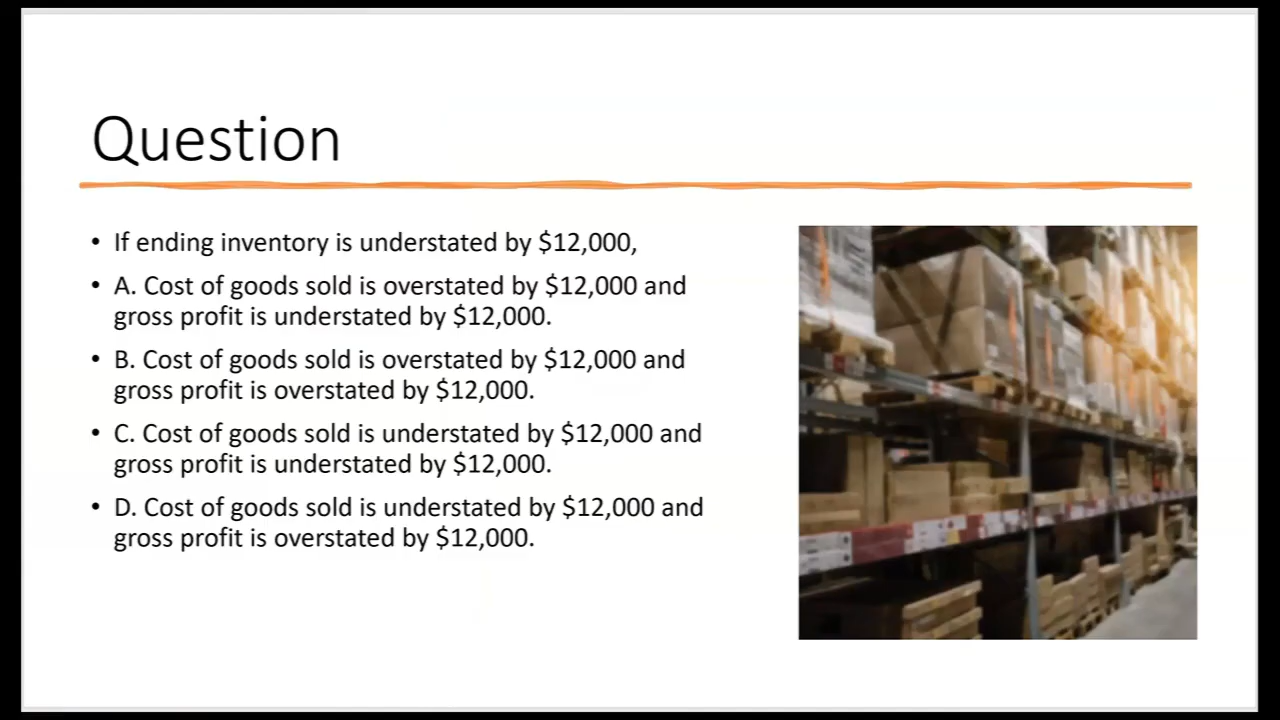 Question
• If ending inventory is understated by $12,000,
• A. Cost of goods sold is overstated by $12,000 and
gross profit is understated by $12,000.
• B. Cost of goods sold is overstated by $12,000 and
gross profit is overstated by $12,000.
• C. Cost of goods sold is understated by $12,000 and
gross profit is understated by $12,000.
• D. Cost of goods sold is understated by $12,000 and
gross profit is overstated by $12,000.